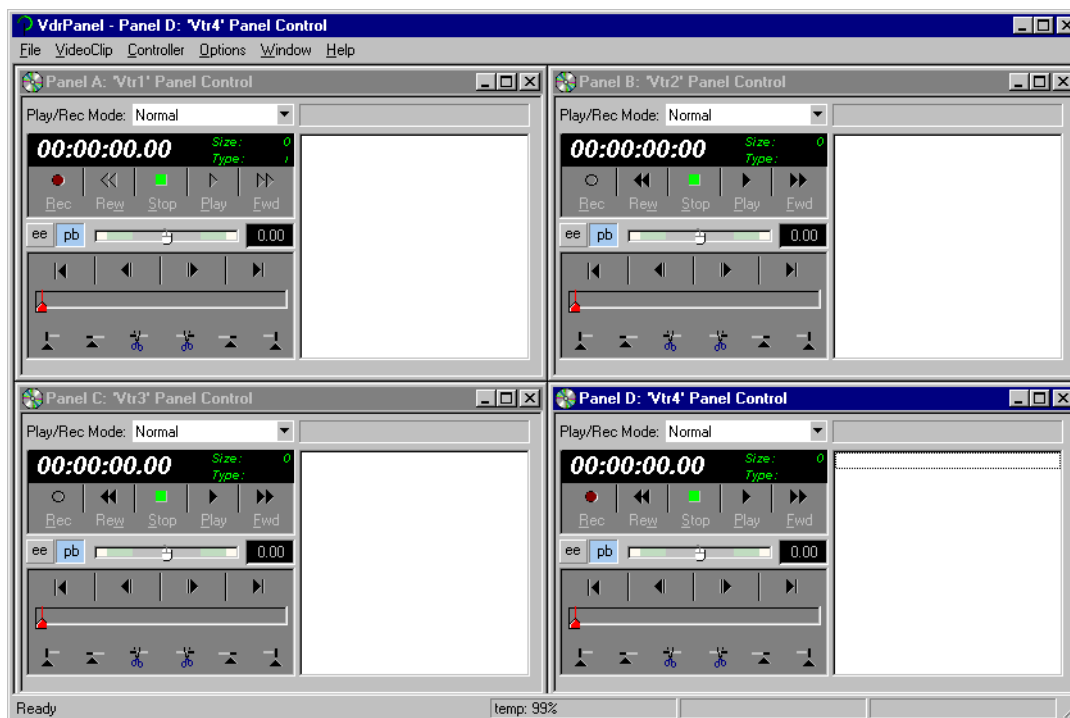 VdrPanel - Panel D: 'Vtr4' Panel Control
File VideoClip Controller Options Window Help
Panel A: 'Vtr1' Panel Control
Play/Rec Mode: Normal
00:00:00.00 Size: 0
Type:
Rec Rew Stop Play Fwd
ee pb 0.00
Panel B: 'Vtr2' Panel Control
Play/Rec Mode: Normal
00:00:00:00 Size: 0
Type:
Rec Rew Stop Play Fwd
ee pb 0.00
Panel C: 'Vtr3' Panel Control
Play/Rec Mode: Normal
00:00:00.00 Size: 0
Type:
Rec Rew Stop Play Fwd
ee pb 0.00
Panel D: 'Vtr4' Panel Control
Play/Rec Mode: Normal
00:00:00.00 Size: 0
Type:
Rec Rew Stop Play Fwd
ee pb 0.00
Ready temp: 99%